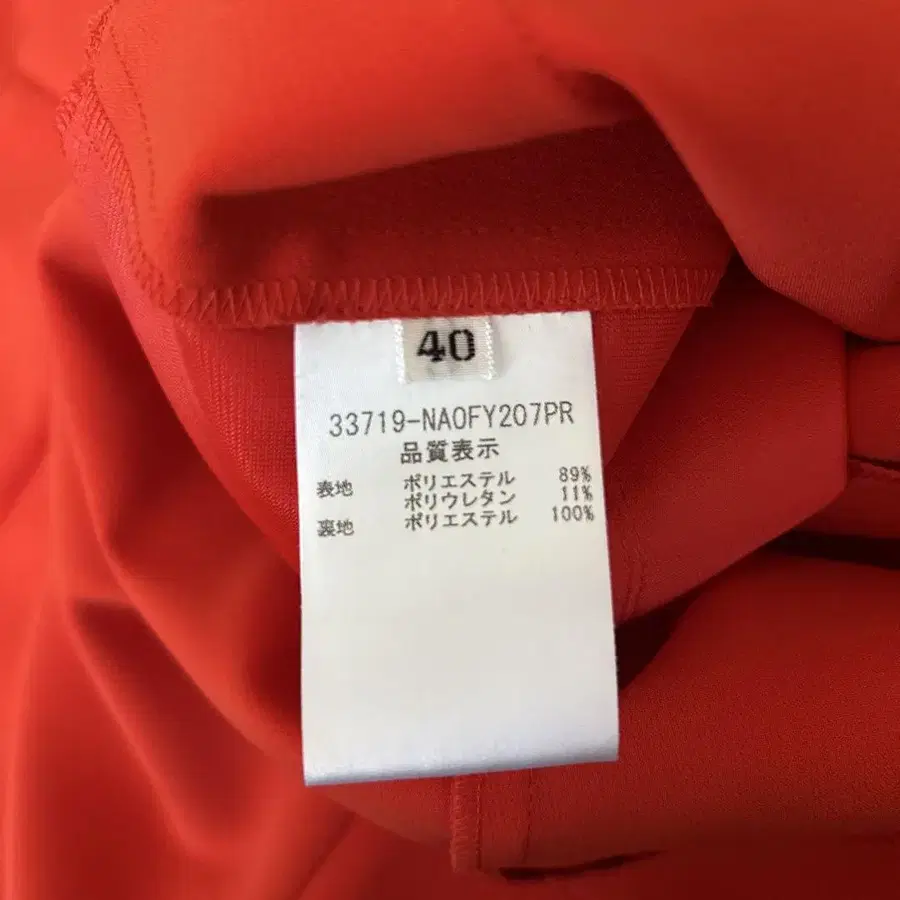 40
33719-NAOFY207PR
品質表示
表地 ポリエステル 89%
ポリウレタン 11%
裏地 ポリエステル 100%